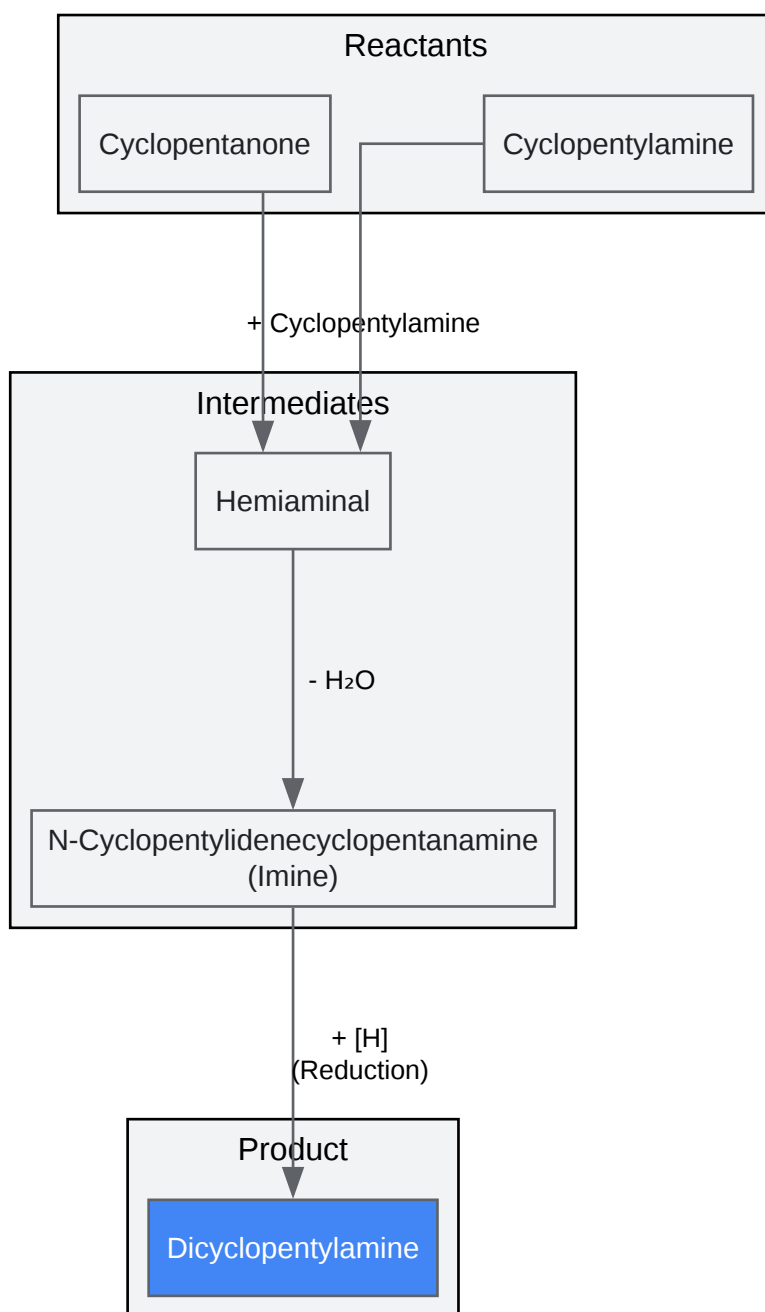 Reactants
Cyclopentanone
Cyclopentylamine
+ Cyclopentylamine
Intermediates
Hemiaminal
- H₂O
N-Cyclopentylidenecyclopentanamine
(Imine)
+ [H]
(Reduction)
Product
Dicyclopentylamine